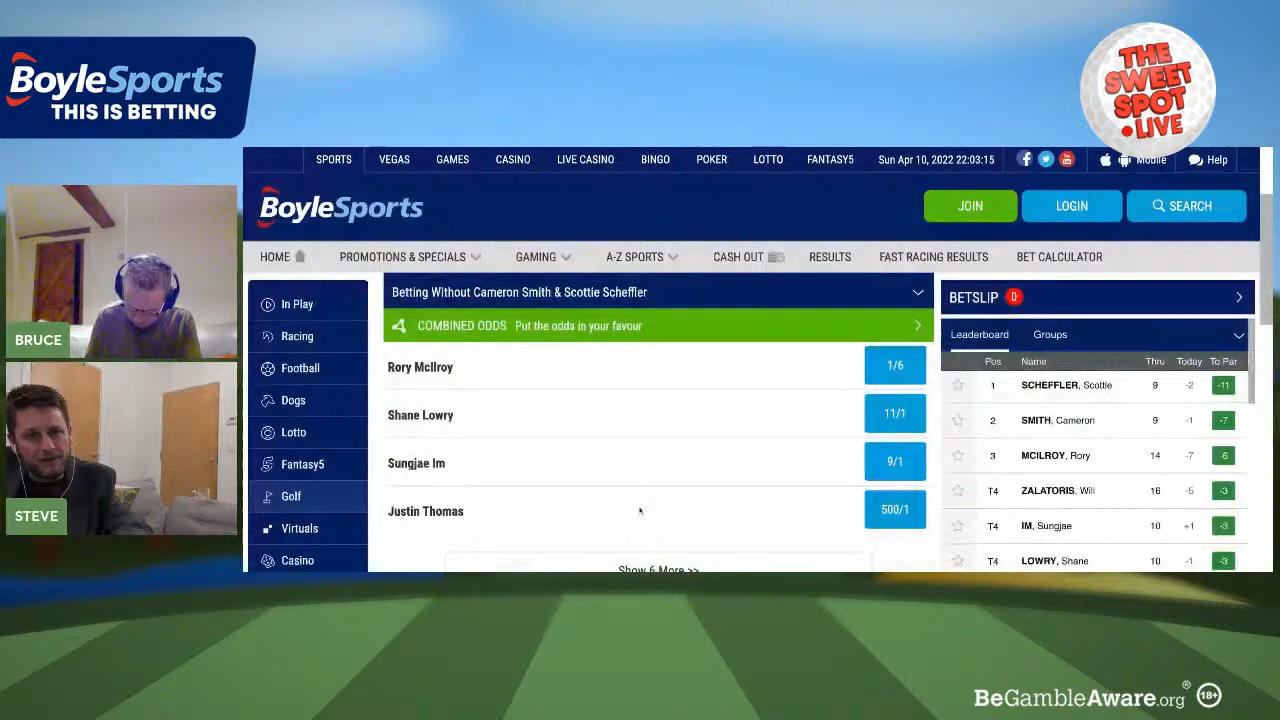 BoyleSports
THIS IS BETTING
THE
SWEET
SPOT
LIVE
SPORTS VEGAS GAMES CASINO LIVE CASINO BINGO POKER LOTTO FANTASY5 Sun Apr 10, 2022 22:03:15 Mobile Help
BoyleSports
JOIN LOGIN SEARCH
HOME PROMOTIONS & SPECIALS GAMING A-Z SPORTS CASH OUT RESULTS FAST RACING RESULTS BET CALCULATOR
In Play
Racing
Football
Dogs
Lotto
Fantasy5
Golf
Virtuals
Casino
Betting Without Cameron Smith & Scottie Scheffler
COMBINED ODDS Put the odds in your favour
Rory McIlroy 1/6
Shane Lowry 11/1
Sungjae Im 9/1
Justin Thomas 500/1
Show 6 More >>
BETSLIP 0
Leaderboard Groups
Pos Name Thru Today To Par
1 SCHEFFLER, Scottie 9 -2 -11
2 SMITH, Cameron 9 -1 -7
3 MCILROY, Rory 14 -7 -6
T4 ZALATORIS, Will 16 -5 -3
T4 IM, Sungjae 10 +1 -3
T4 LOWRY, Shane 10 -1 -3
BRUCE
STEVE
BeGambleAware.org® 18+